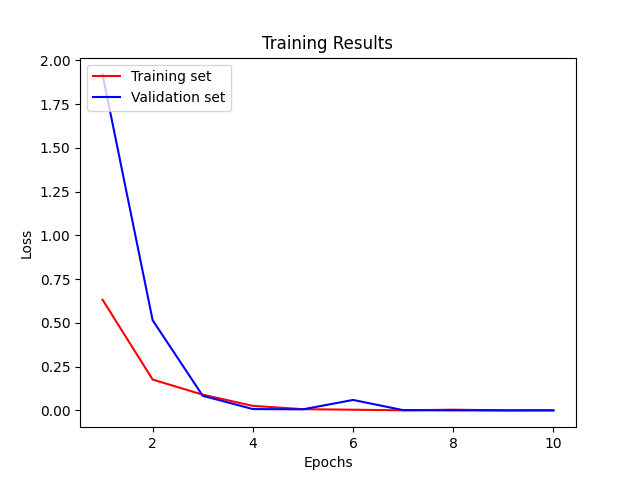 Training Results
Training set
Validation set
Loss
2.00
1.75
1.50
1.25
1.00
0.75
0.50
0.25
0.00
2 4 6 8 10
Epochs